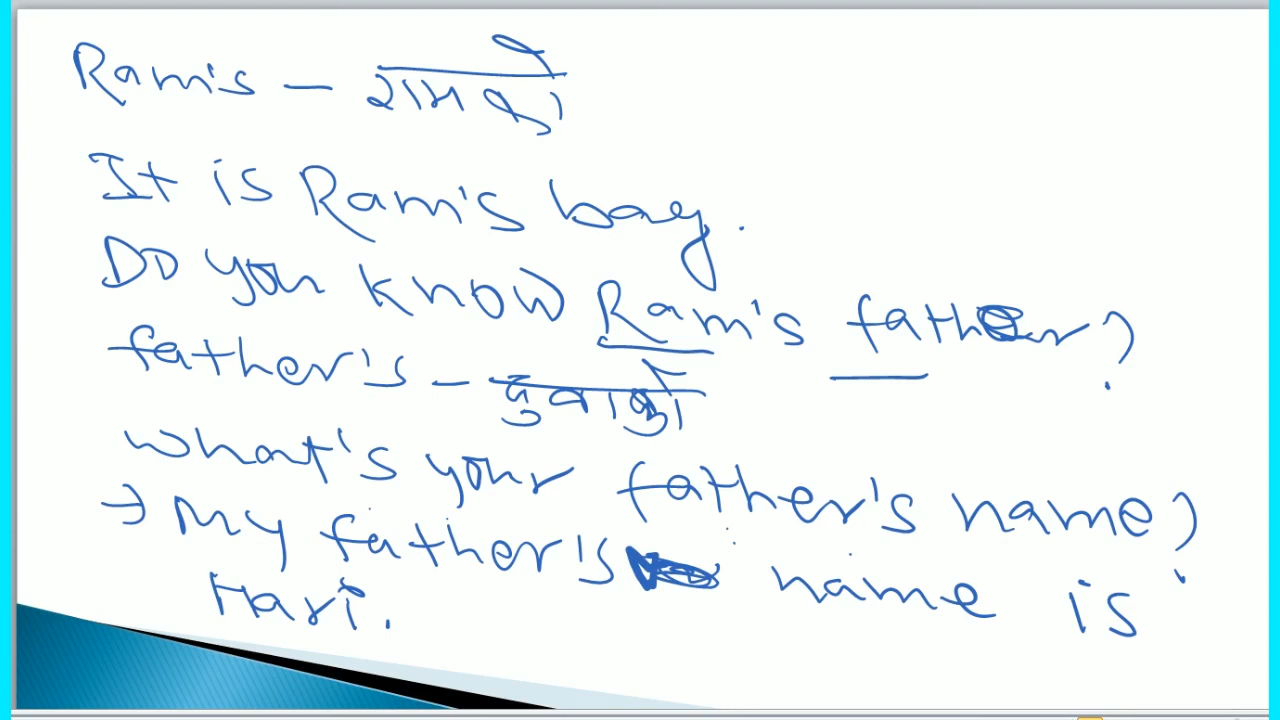 Ram's - रामको
It is Ram's bag.
Do you know Ram's father?
father's - बुवाको
What's your father's name?
→ My father's name is
Hari.